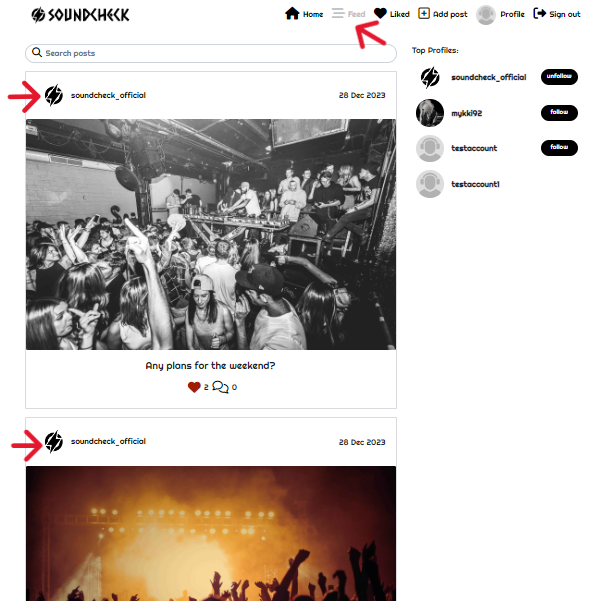 SOUNDCHECK
Home Feed Liked Add post Profile Sign out
Search posts
Top Profiles:
soundcheck_official 28 Dec 2023
soundcheck_official unfollow
mykki92 follow
testaccount follow
testaccount1
Any plans for the weekend?
2 0
soundcheck_official 28 Dec 2023